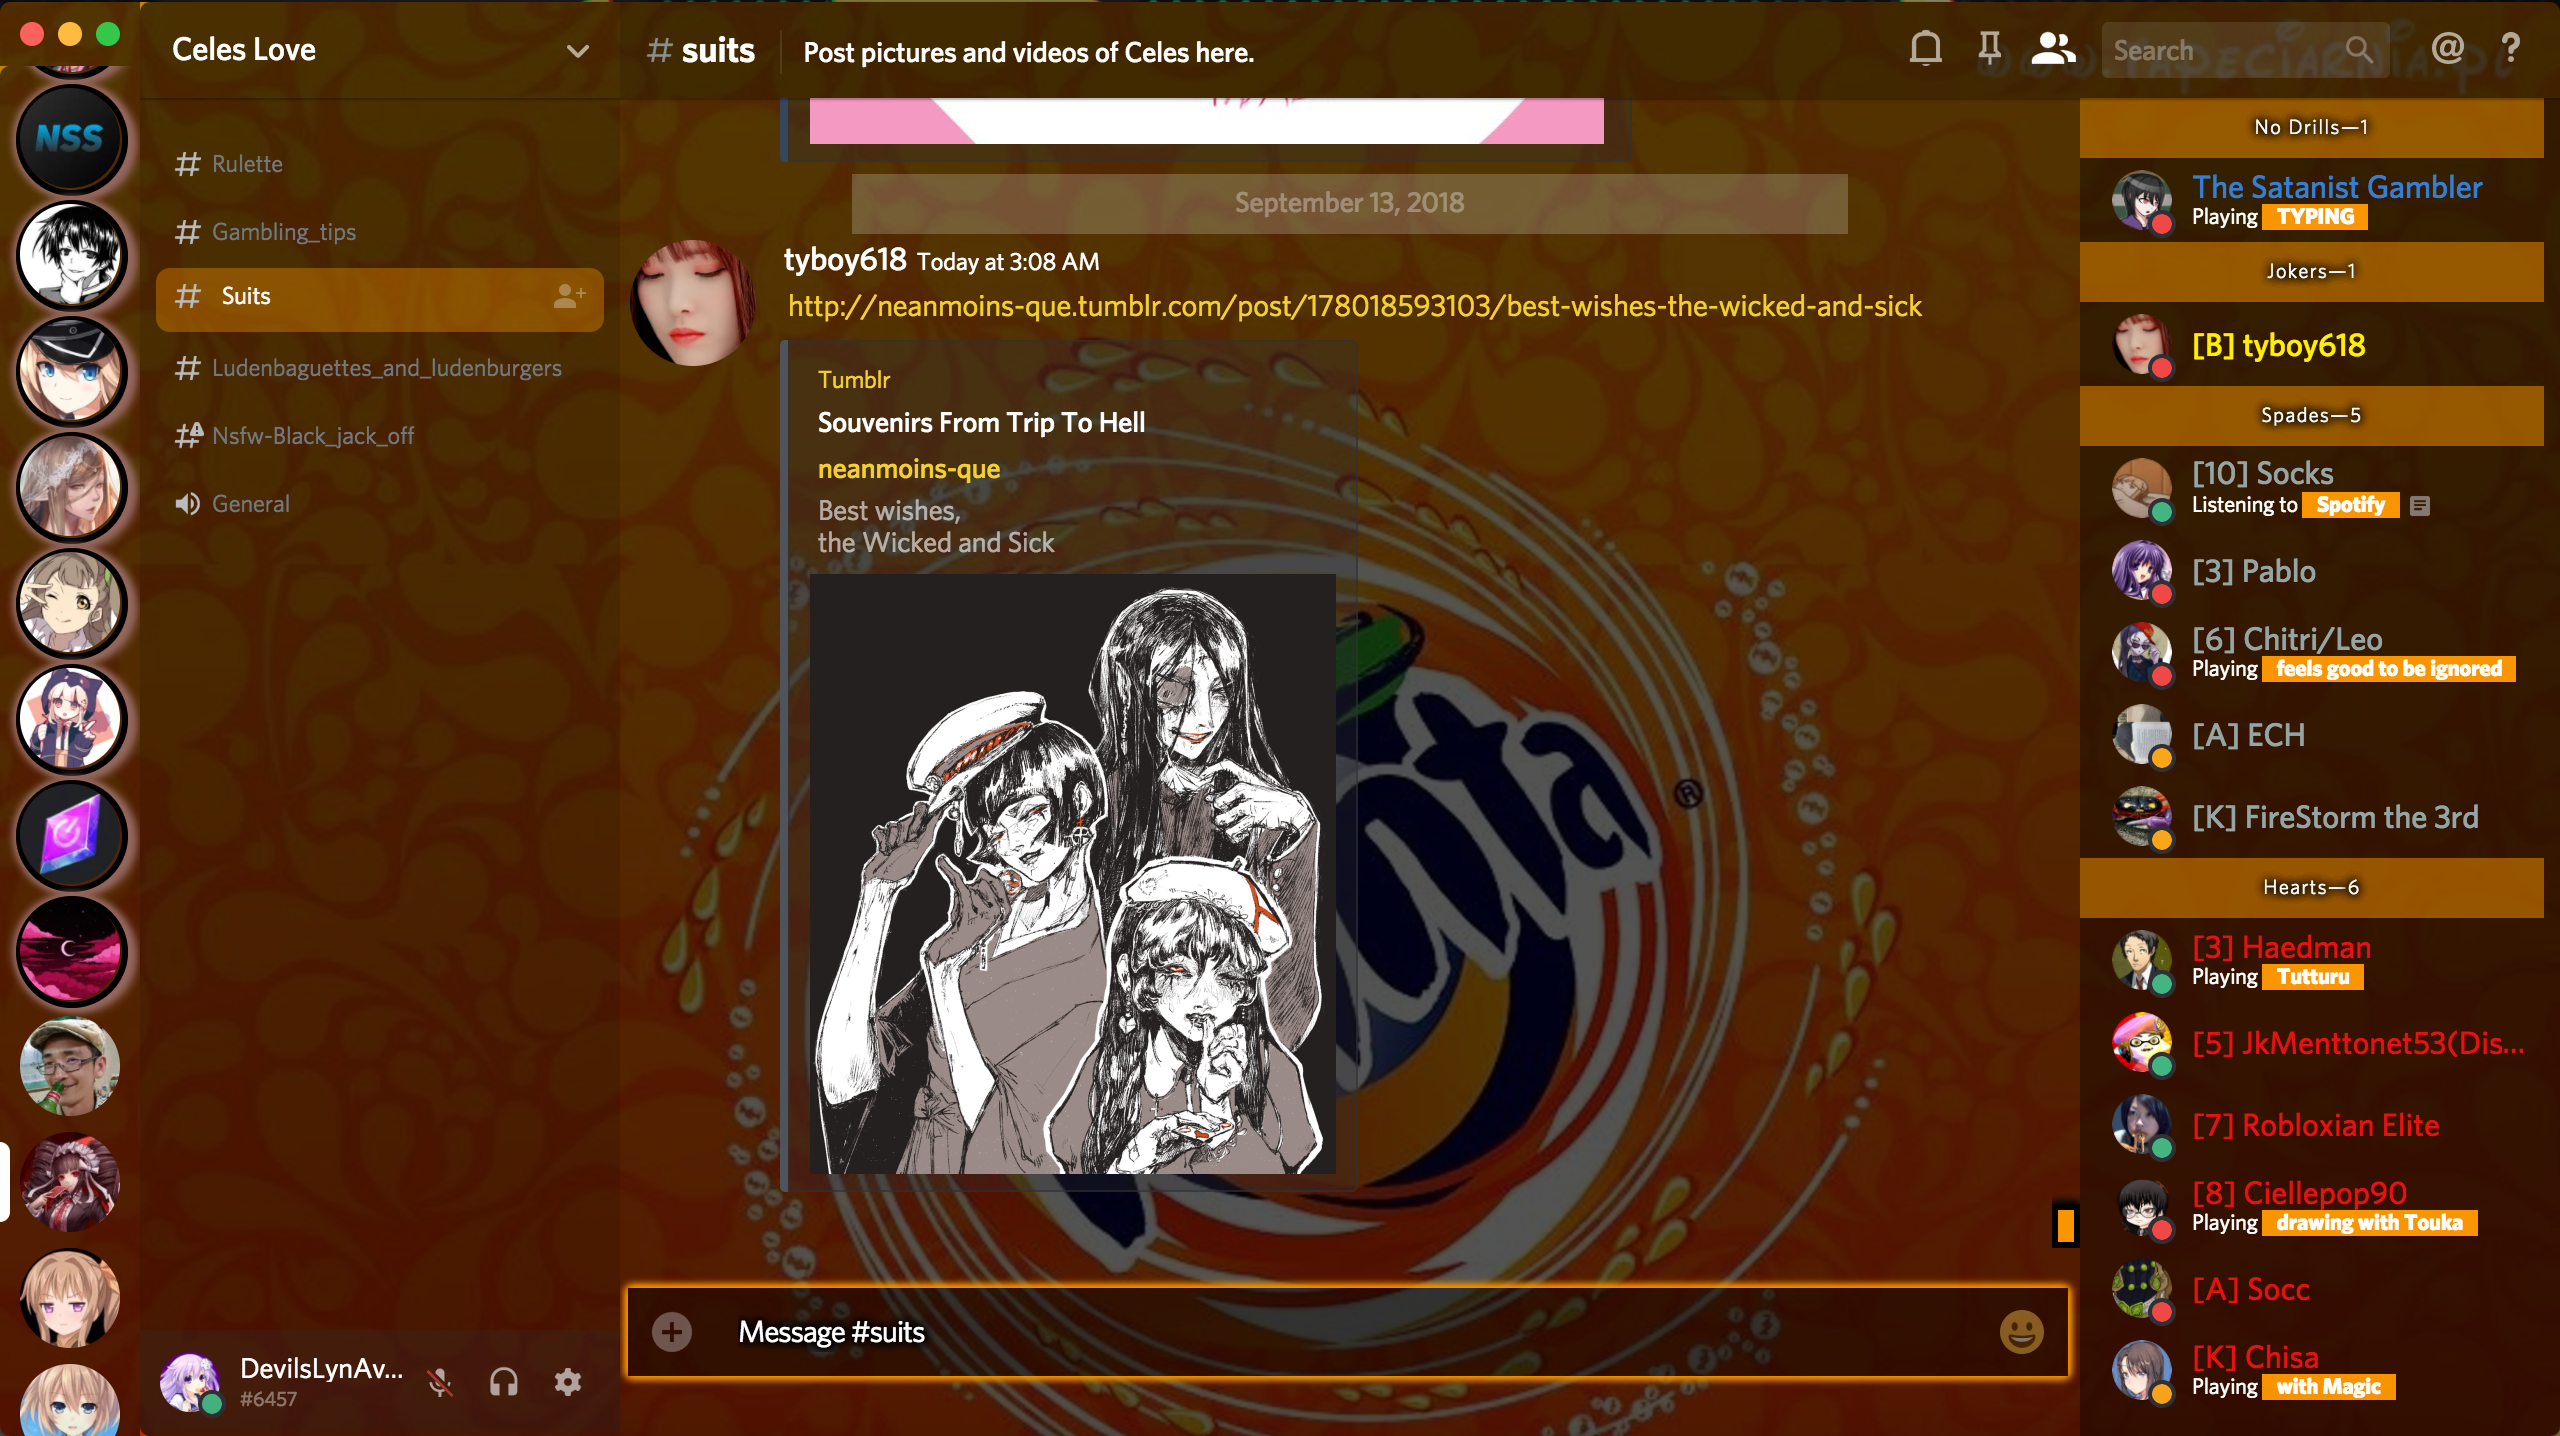 Celes Love
# suits
Post pictures and videos of Celes here.
Search
@
?
NSS
# Rulette
# Gambling_tips
# Suits
# Ludenbaguettes_and_ludenburgers
# Nsfw-Black_jack_off
General
DevilsLynAv...
#6457
September 13, 2018
tyboy618 Today at 3:08 AM
http://neanmoins-que.tumblr.com/post/178018593103/best-wishes-the-wicked-and-sick
Tumblr
Souvenirs From Trip To Hell
neanmoins-que
Best wishes,
the Wicked and Sick
®
Message #suits
No Drills—1
The Satanist Gambler
Playing TYPING
Jokers—1
[B] tyboy618
Spades—5
[10] Socks
Listening to Spotify
[3] Pablo
[6] Chitri/Leo
Playing feels good to be ignored
[A] ECH
[K] FireStorm the 3rd
Hearts—6
[3] Haedman
Playing Tutturu
[5] JkMenttonet53(Dis...
[7] Robloxian Elite
[8] Ciellepop90
Playing drawing with Touka
[A] Socc
[K] Chisa
Playing with Magic